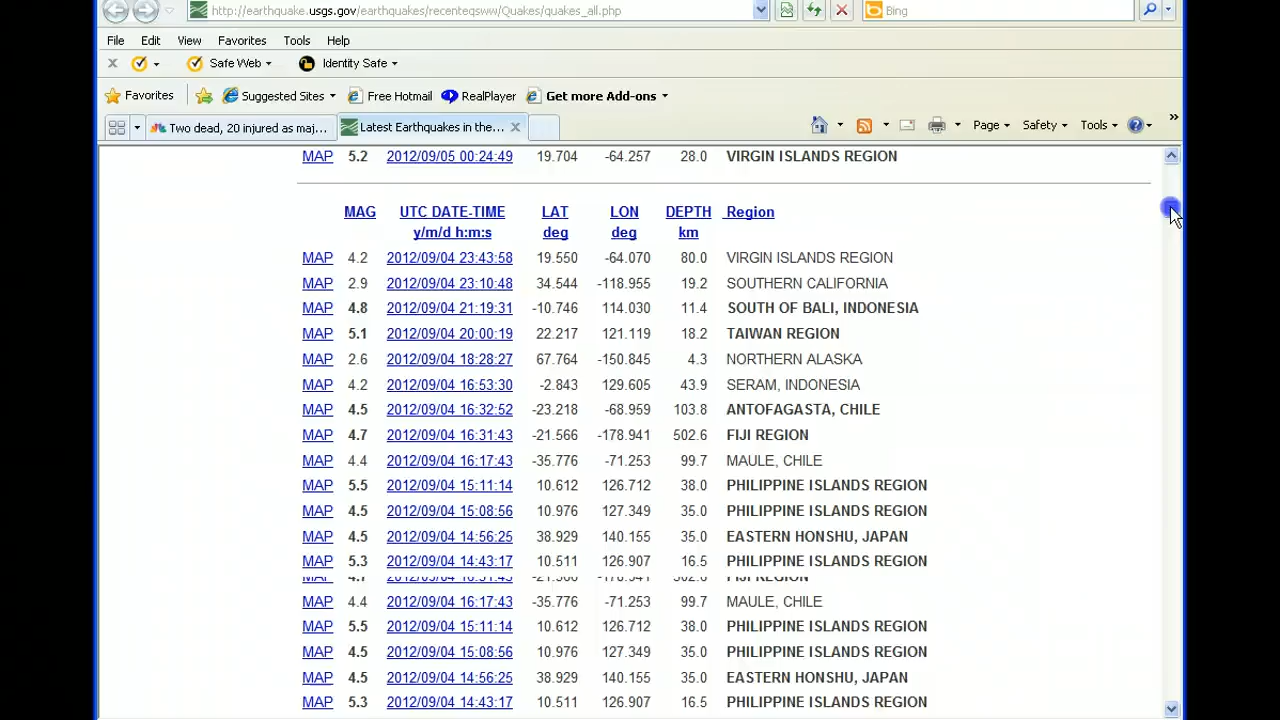 http://earthquake.usgs.gov/earthquakes/recenteqsww/Quakes/quakes_all.php Bing
File Edit View Favorites Tools Help
Safe Web Identity Safe
Favorites Suggested Sites Free Hotmail RealPlayer Get more Add-ons
Two dead, 20 injured as maj... Latest Earthquakes in the... Page Safety Tools
MAP 5.2 2012/09/05 00:24:49 19.704 -64.257 28.0 VIRGIN ISLANDS REGION
MAG UTC DATE-TIME LAT LON DEPTH Region
y/m/d h:m:s deg deg km
MAP 4.2 2012/09/04 23:43:58 19.550 -64.070 80.0 VIRGIN ISLANDS REGION
MAP 2.9 2012/09/04 23:10:48 34.544 -118.955 19.2 SOUTHERN CALIFORNIA
MAP 4.8 2012/09/04 21:19:31 -10.746 114.030 11.4 SOUTH OF BALI, INDONESIA
MAP 5.1 2012/09/04 20:00:19 22.217 121.119 18.2 TAIWAN REGION
MAP 2.6 2012/09/04 18:28:27 67.764 -150.845 4.3 NORTHERN ALASKA
MAP 4.2 2012/09/04 16:53:30 -2.843 129.605 43.9 SERAM, INDONESIA
MAP 4.5 2012/09/04 16:32:52 -23.218 -68.959 103.8 ANTOFAGASTA, CHILE
MAP 4.7 2012/09/04 16:31:43 -21.566 -178.941 502.6 FIJI REGION
MAP 4.4 2012/09/04 16:17:43 -35.776 -71.253 99.7 MAULE, CHILE
MAP 5.5 2012/09/04 15:11:14 10.612 126.712 38.0 PHILIPPINE ISLANDS REGION
MAP 4.5 2012/09/04 15:08:56 10.976 127.349 35.0 PHILIPPINE ISLANDS REGION
MAP 4.5 2012/09/04 14:56:25 38.929 140.155 35.0 EASTERN HONSHU, JAPAN
MAP 5.3 2012/09/04 14:43:17 10.511 126.907 16.5 PHILIPPINE ISLANDS REGION
MAP 4.7 2012/09/04 16:31:43 -21.566 -178.941 502.6 FIJI REGION
MAP 4.4 2012/09/04 16:17:43 -35.776 -71.253 99.7 MAULE, CHILE
MAP 5.5 2012/09/04 15:11:14 10.612 126.712 38.0 PHILIPPINE ISLANDS REGION
MAP 4.5 2012/09/04 15:08:56 10.976 127.349 35.0 PHILIPPINE ISLANDS REGION
MAP 4.5 2012/09/04 14:56:25 38.929 140.155 35.0 EASTERN HONSHU, JAPAN
MAP 5.3 2012/09/04 14:43:17 10.511 126.907 16.5 PHILIPPINE ISLANDS REGION